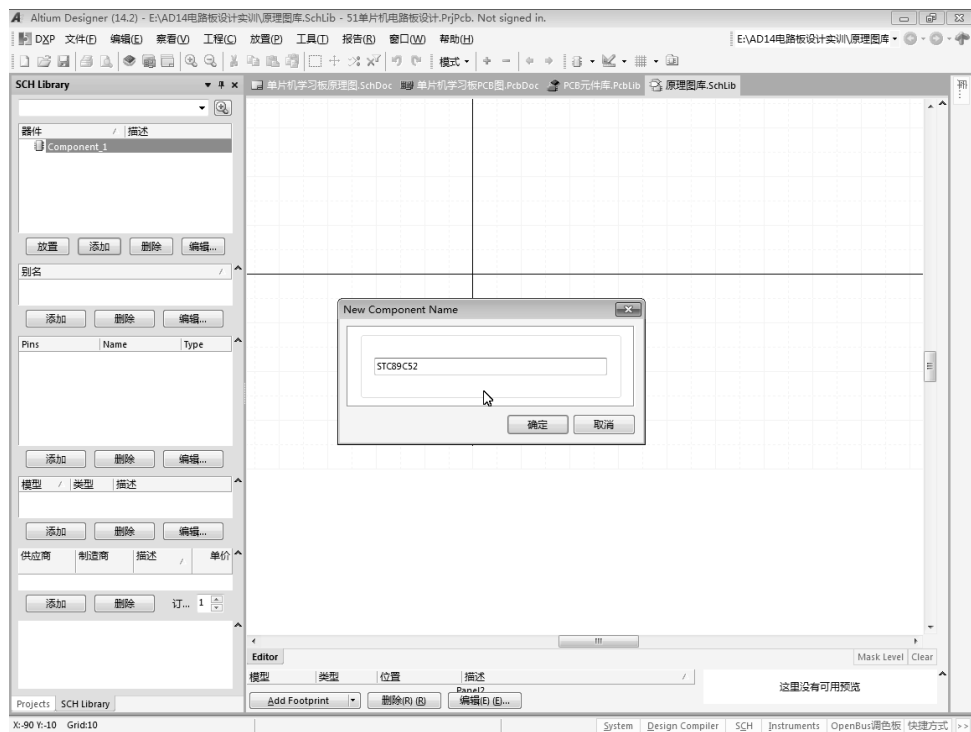 Altium Designer (14.2) - E:\AD14电路板设计实训\原理图库.SchLib - 51单片机电路板设计.PrjPcb. Not signed in.
DXP 文件(F) 编辑(E) 察看(V) 工程(C) 放置(P) 工具(T) 报告(R) 窗口(W) 帮助(H) E:\AD14电路板设计实训\原理图库
模式
SCH Library 单片机学习板原理图.SchDoc 单片机学习板PCB图.PcbDoc PCB元件库.PcbLib 原理图库.SchLib
器件 / 描述
Component_1
放置 添加 删除 编辑...
别名 /
添加 删除 编辑...
Pins Name Type
添加 删除 编辑...
模型 / 类型 描述
添加 删除 编辑...
供应商 制造商 描述 / 单价
添加 删除 订... 1
New Component Name
STC89C52
确定 取消
Editor Mask Level Clear
模型 类型 位置 描述 /
Panel2
Add Footprint 删除(R) (R) 编辑(E) (E)...
这里没有可用预览
Projects SCH Library
X:-90 Y:-10 Grid:10 System Design Compiler SCH Instruments OpenBus调色板 快捷方式 >>